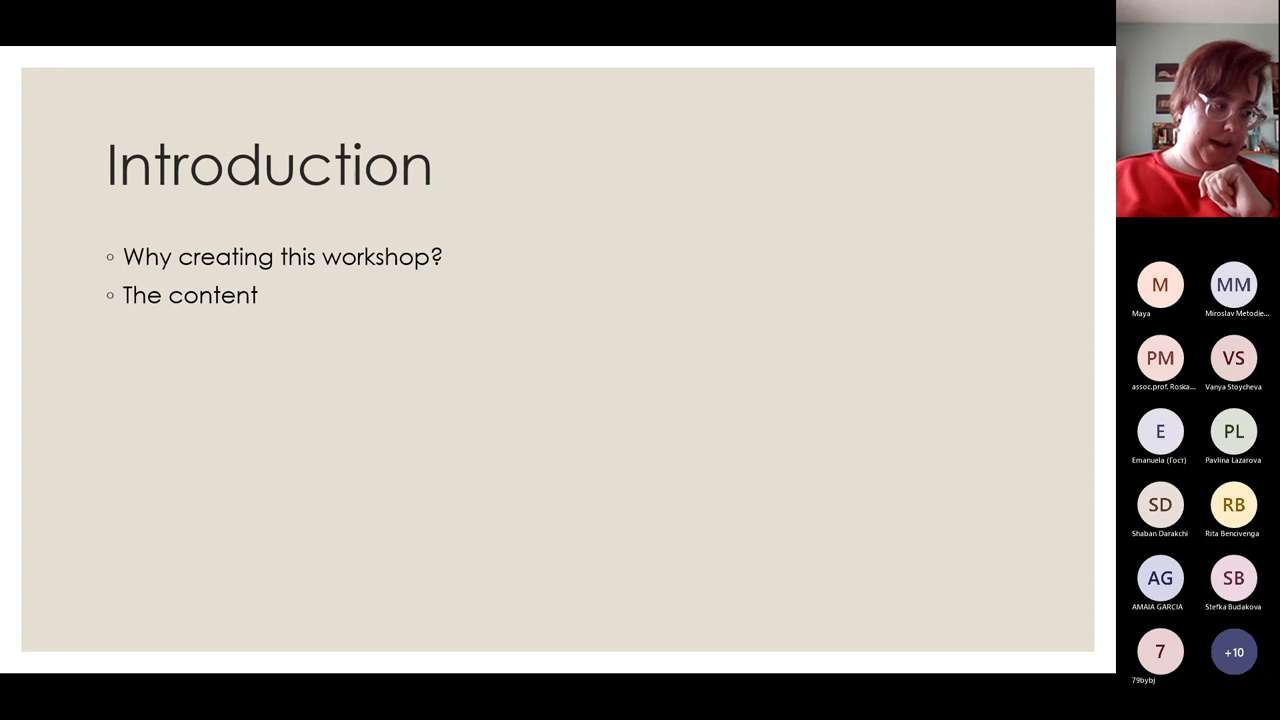 Introduction
◦ Why creating this workshop?
◦ The content
M
MM
Maya
Miroslav Metodie...
PM
VS
assoc.prof. Rosica...
Vanya Stoycheva
E
PL
Emanuela (Гост)
Pavlina Lazarova
SD
RB
Shaban Darakchi
Rita Bencivenga
AG
SB
AMAIA GARCIA
Stefka Budakova
7
+10
79bybj